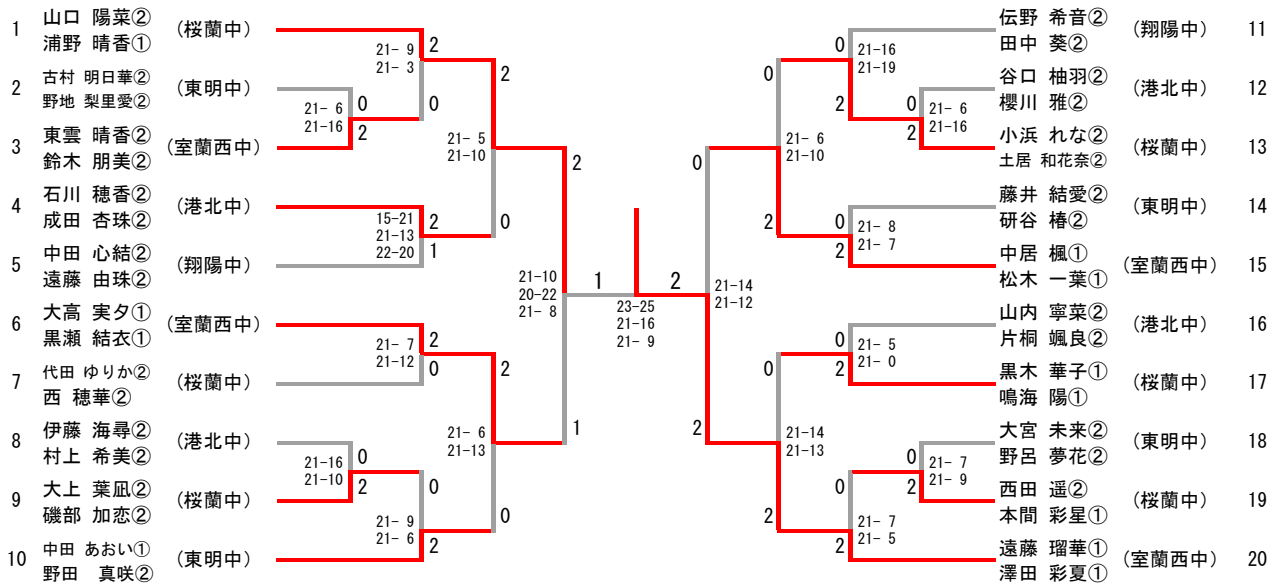 1 山口 陽菜② (桜蘭中)
浦野 晴香①
2 古村 明日華② (東明中)
野地 梨里愛②
3 東雲 晴香② (室蘭西中)
鈴木 朋美②
4 石川 穂香② (港北中)
成田 杏珠②
5 中田 心結② (翔陽中)
遠藤 由珠②
6 大高 実夕① (室蘭西中)
黒瀬 結衣①
7 代田 ゆりか② (桜蘭中)
西 穂華②
8 伊藤 海尋② (港北中)
村上 希美②
9 大上 葉凪② (桜蘭中)
磯部 加恋②
10 中田 あおい① (東明中)
野田 真咲②
21- 9 2
21- 3
0
21- 6 0
21-16 2
2
21- 5
21-10
0
15-21 2
21-13
22-20 1
2
21-10
20-22
21- 8
1
21- 7 2
21-12 0
2
21- 6
21-13
0
21-16 0
21-10 2
0
21- 9
21- 6 2
1
23-25
21-16
21- 9
2
伝野 希音② (翔陽中) 11
田中 葵②
谷口 柚羽② (港北中) 12
櫻川 雅②
小浜 れな② (桜蘭中) 13
土居 和花奈②
藤井 結愛② (東明中) 14
研谷 椿②
中居 楓① (室蘭西中) 15
松木 一葉①
山内 寧菜② (港北中) 16
片桐 颯良②
黒木 華子① (桜蘭中) 17
鳴海 陽①
大宮 未来② (東明中) 18
野呂 夢花②
西田 遥② (桜蘭中) 19
本間 彩星①
遠藤 瑠華① (室蘭西中) 20
澤田 彩夏①
0 21-16
21-19
2
0 21- 6
2 21-16
0
21- 6
21-10
2
0 21- 8
2 21- 7
0
21-14
21-12
2
0 21- 5
2 21- 0
0
21-14
21-13
2
0 21- 7
2 21- 9
0
21- 7
2 21- 5